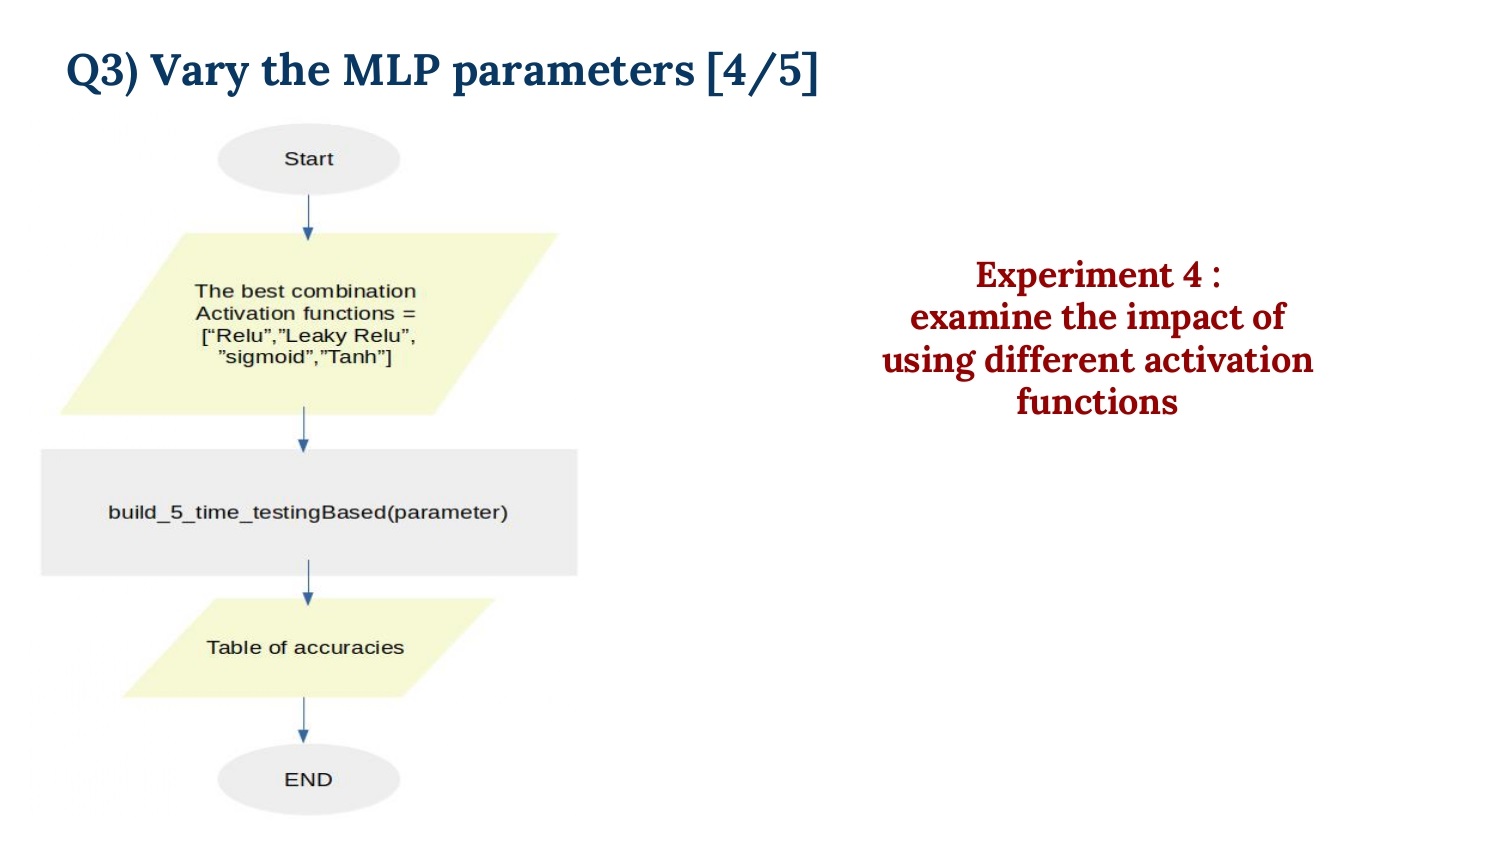 Q3) Vary the MLP parameters [4/5]
Start
The best combination
Activation functions =
[“Relu”,”Leaky Relu”,
”sigmoid”,”Tanh”]
build_5_time_testingBased(parameter)
Table of accuracies
END
Experiment 4 :
examine the impact of
using different activation
functions